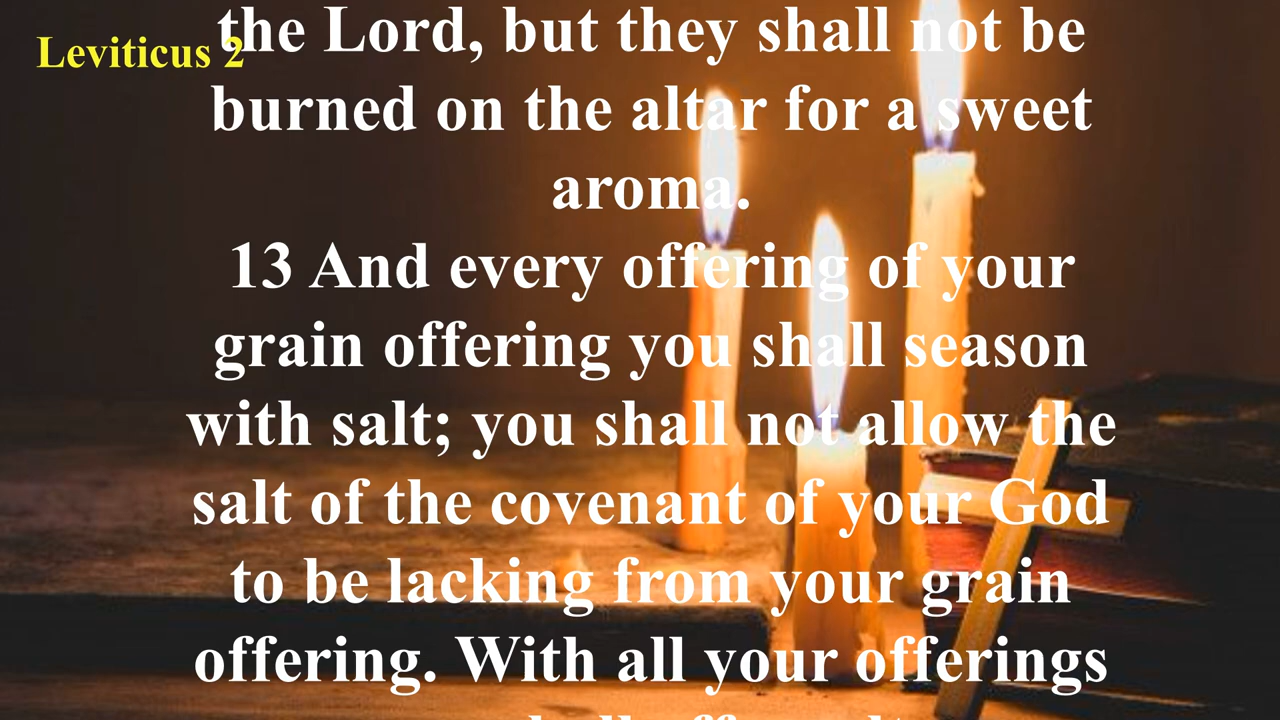 Leviticus 2
the Lord, but they shall not be
burned on the altar for a sweet
aroma.
13 And every offering of your
grain offering you shall season
with salt; you shall not allow the
salt of the covenant of your God
to be lacking from your grain
offering. With all your offerings